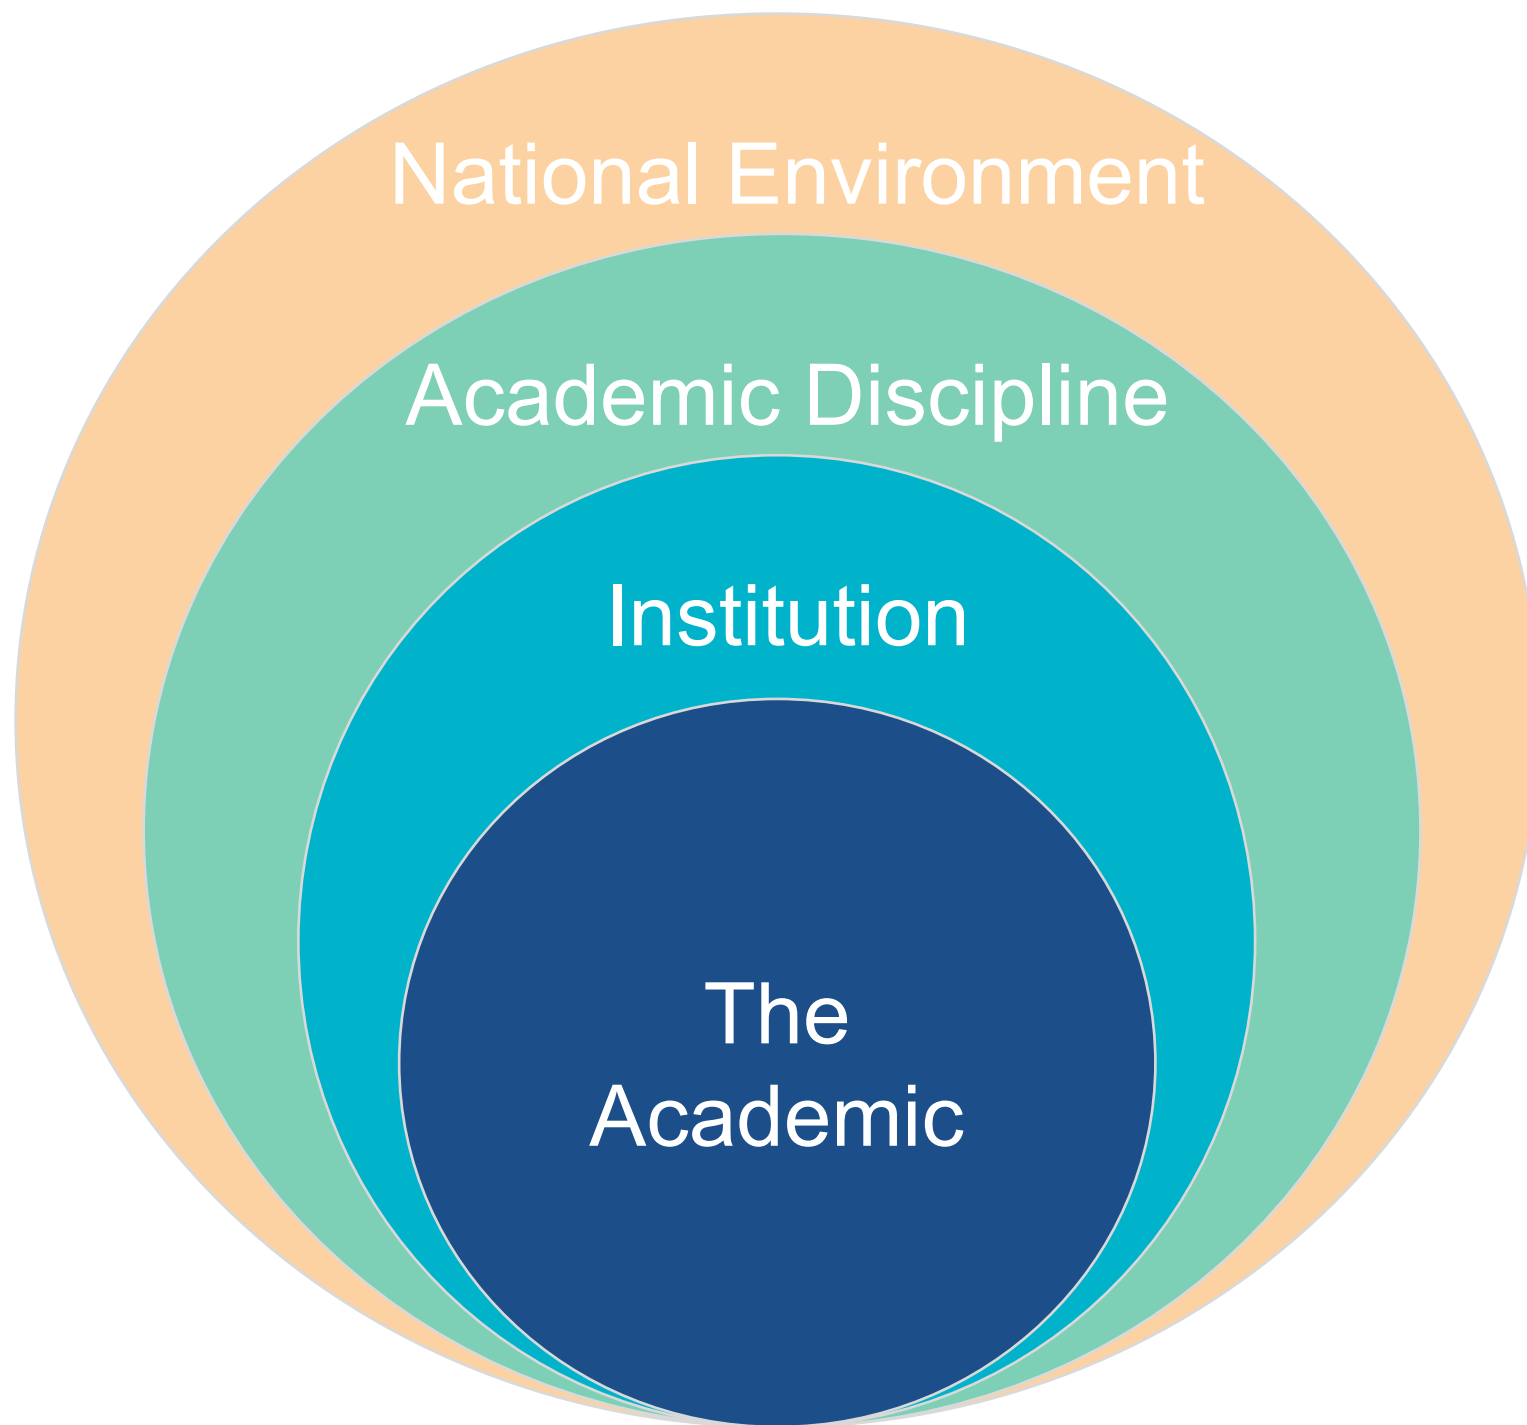 National Environment
Academic Discipline
Institution
The
Academic